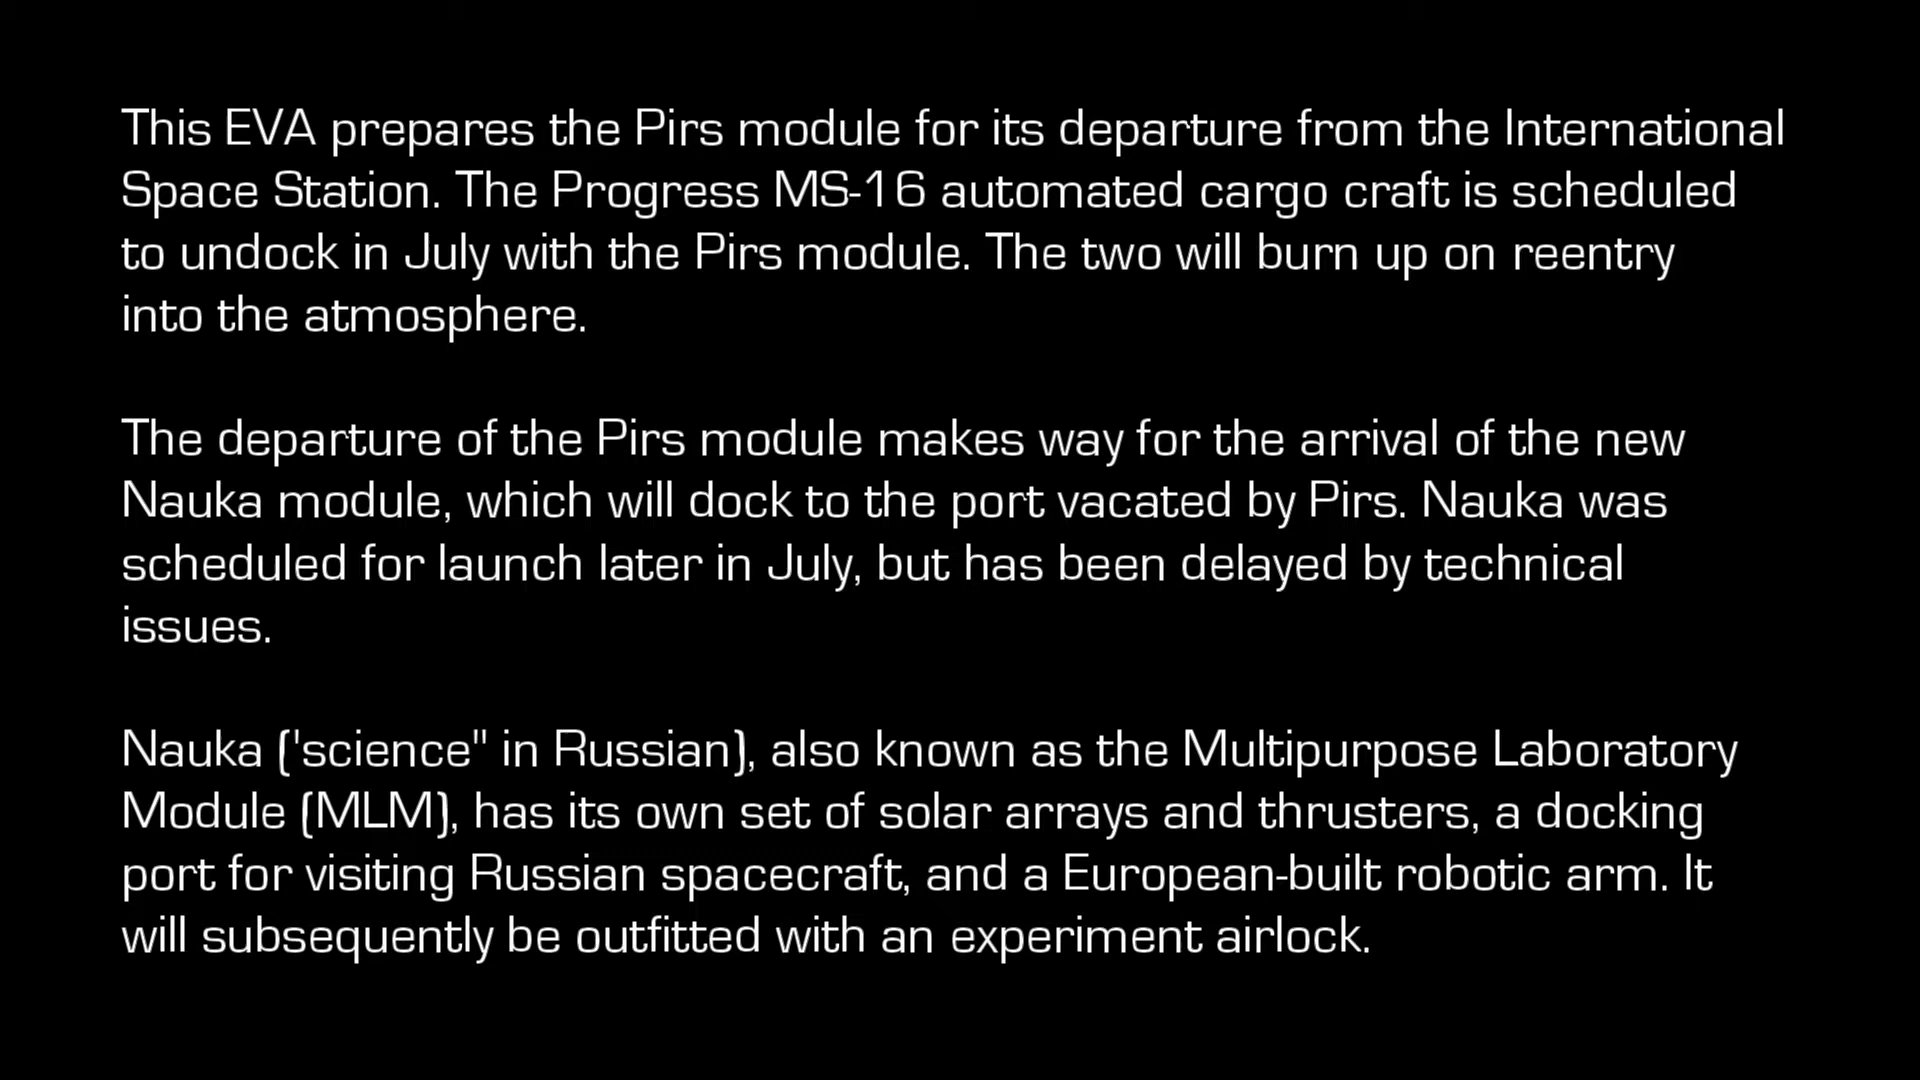 This EVA prepares the Pirs module for its departure from the International
Space Station. The Progress MS-16 automated cargo craft is scheduled
to undock in July with the Pirs module. The two will burn up on reentry
into the atmosphere.
The departure of the Pirs module makes way for the arrival of the new
Nauka module, which will dock to the port vacated by Pirs. Nauka was
scheduled for launch later in July, but has been delayed by technical
issues.
Nauka ('science" in Russian), also known as the Multipurpose Laboratory
Module (MLM), has its own set of solar arrays and thrusters, a docking
port for visiting Russian spacecraft, and a European-built robotic arm. It
will subsequently be outfitted with an experiment airlock.